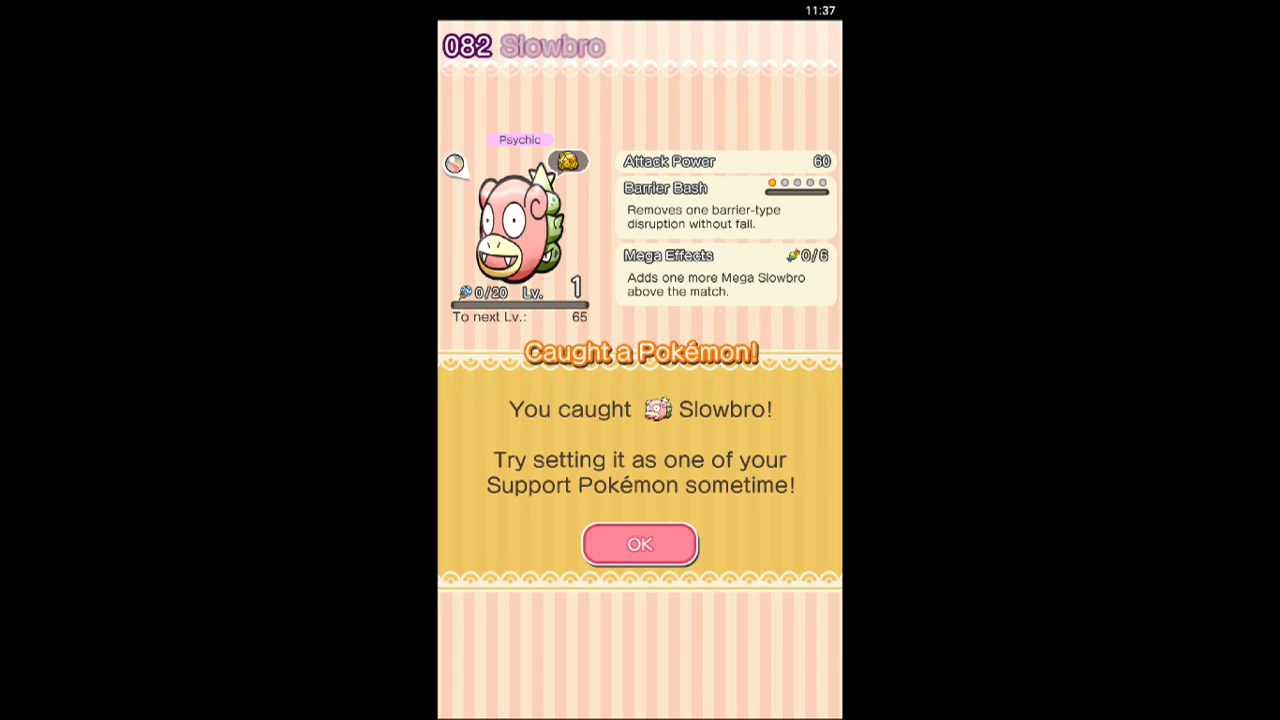 11:37
082 Slowbro
Psychic
Attack Power 60
Barrier Bash
Removes one barrier-type
disruption without fail.
Mega Effects 0/6
Adds one more Mega Slowbro
above the match.
0/20 Lv. 1
To next Lv.: 65
Caught a Pokémon!
You caught Slowbro!
Try setting it as one of your
Support Pokémon sometime!
OK